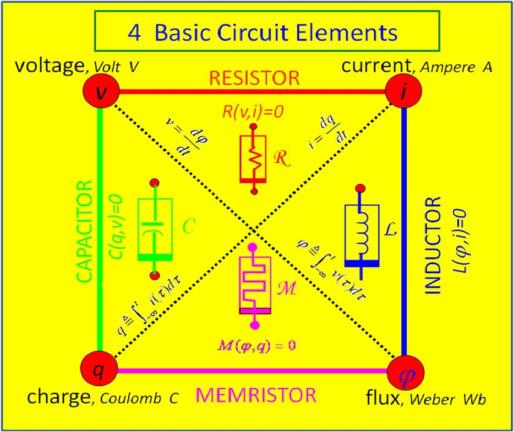 4 Basic Circuit Elements
voltage, Volt V
current, Ampere A
RESISTOR
v
i
R(v,i)=0
v = dφ/dt
i = dq/dt
ℛ
CAPACITOR
C(q,v)=0
C
ℒ
INDUCTOR
L(φ,i)=0
q ≜ ∫_{-∞}^{t} i(τ)dτ
φ ≜ ∫_{-∞}^{t} v(τ)dτ
ℳ
M(φ,q) = 0
q
φ
charge, Coulomb C
MEMRISTOR
flux, Weber Wb